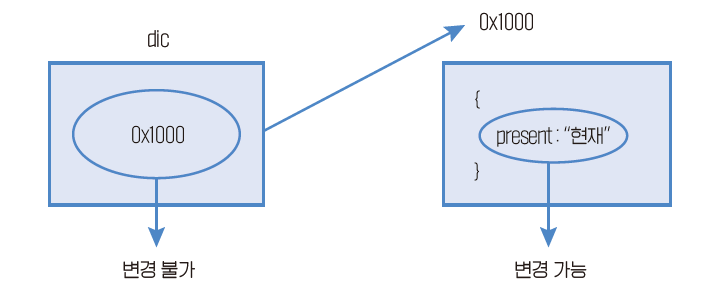 dic
0x1000
변경 불가
0x1000
{
present : “현재”
}
변경 가능